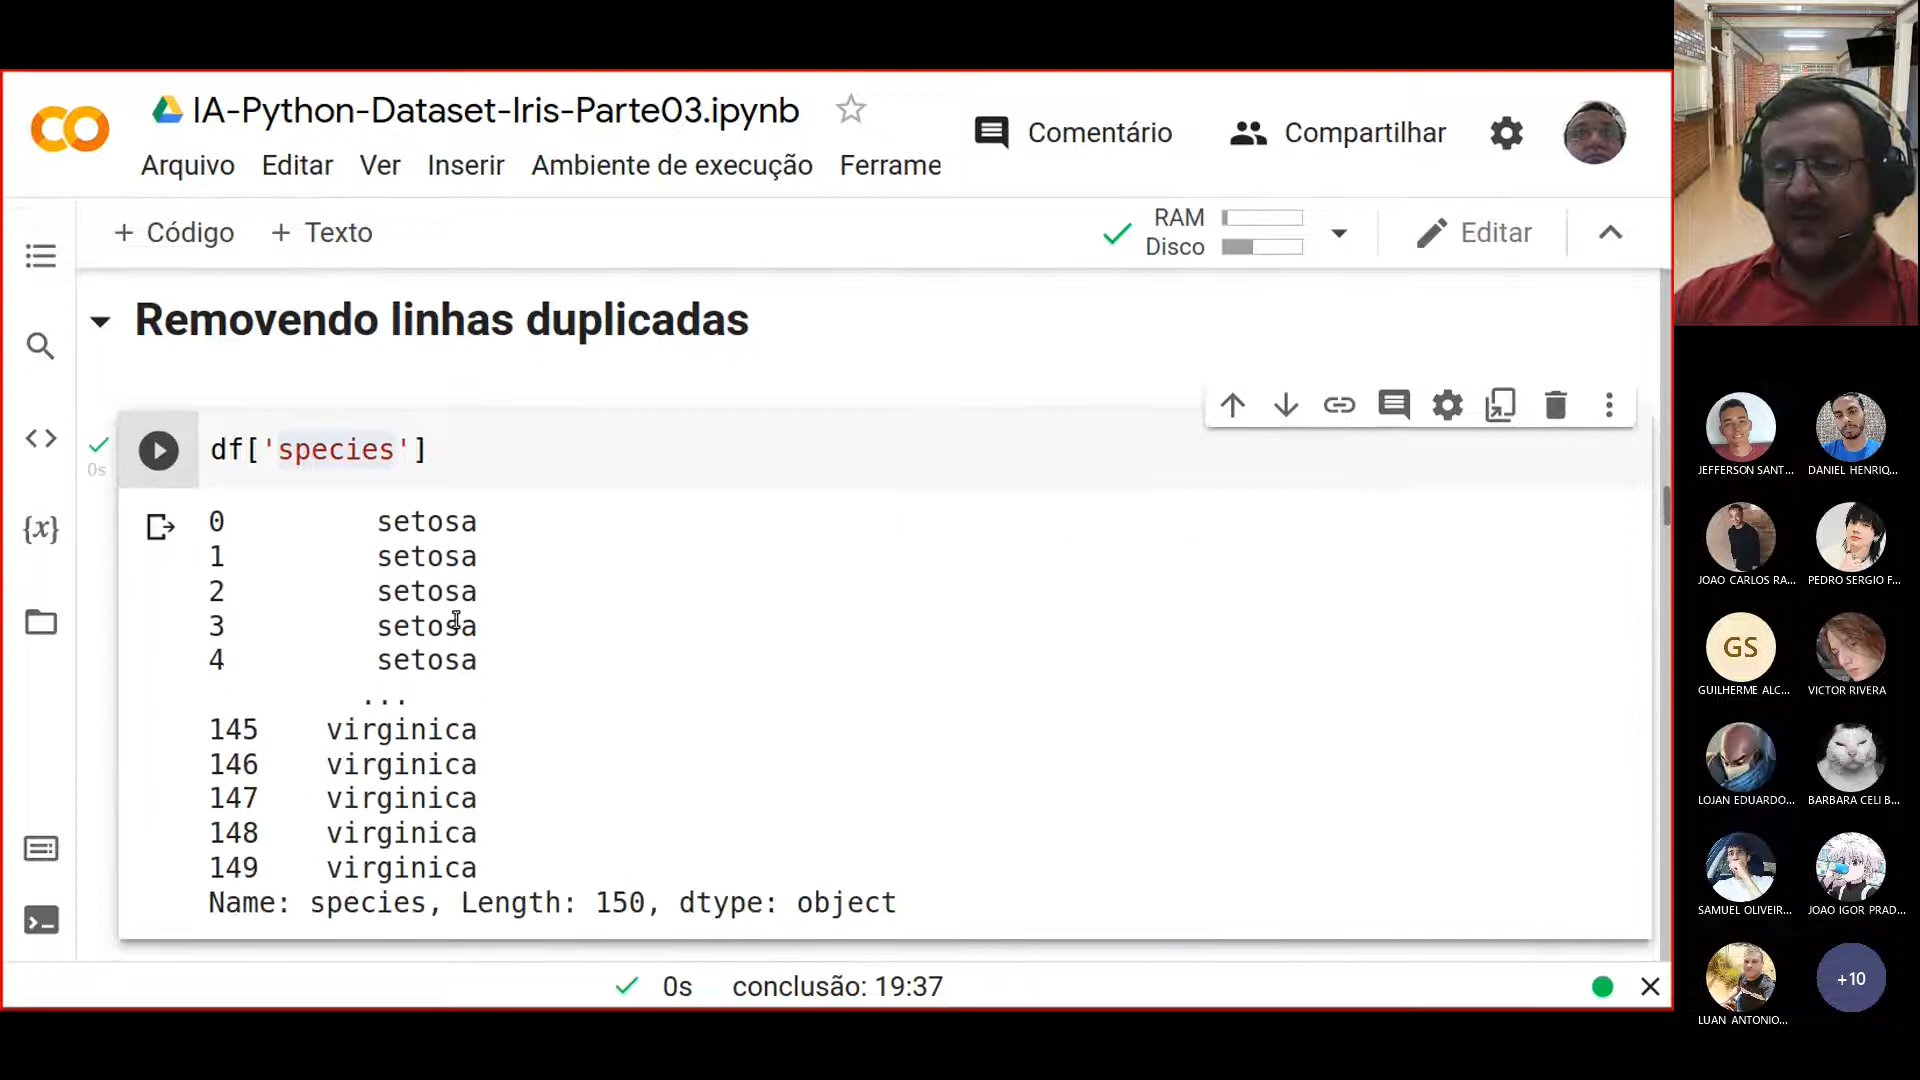 IA-Python-Dataset-Iris-Parte03.ipynb
Comentário
Compartilhar
Arquivo Editar Ver Inserir Ambiente de execução Ferrame
+ Código + Texto
RAM
Disco
Editar
Removendo linhas duplicadas
0s
df['species']
0 setosa
1 setosa
2 setosa
3 setosa
4 setosa
...
145 virginica
146 virginica
147 virginica
148 virginica
149 virginica
Name: species, Length: 150, dtype: object
0s conclusão: 19:37
JEFFERSON SANT...
DANIEL HENRIQ...
JOAO CARLOS RA...
PEDRO SERGIO F...
GS
GUILHERME ALC...
VICTOR RIVERA
LOJAN EDUARDO...
BARBARA CELI B...
SAMUEL OLIVEIR...
JOAO IGOR PRAD...
LUAN ANTONIO...
+10